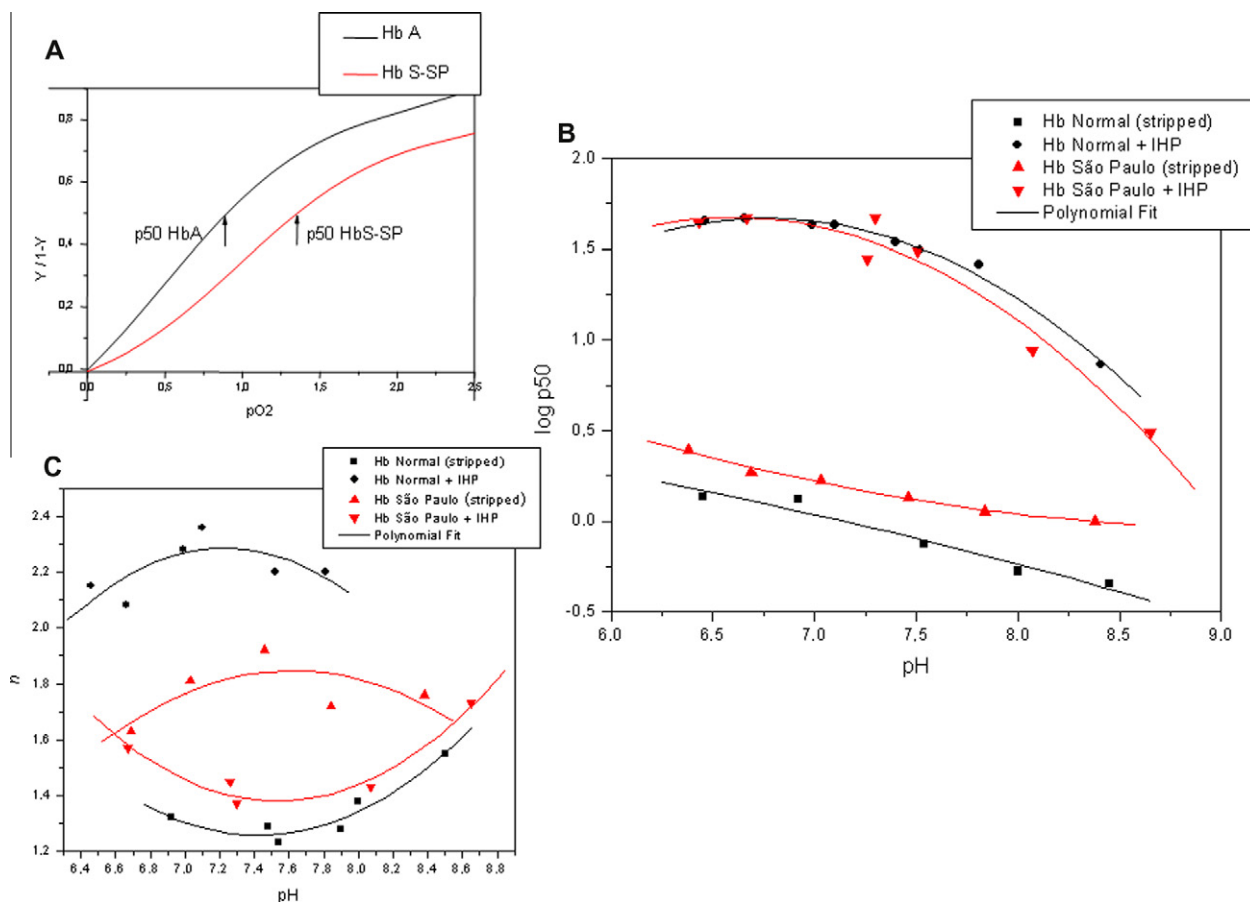 A
Hb A
Hb S-SP
0,8
0,6
0,4
0,2
0,0
Y / 1-Y
p50 HbA
p50 HbS-SP
0,0 0,5 1,0 1,5 2,0 2,5
pO2
B
Hb Normal (stripped)
Hb Normal + IHP
Hb São Paulo (stripped)
Hb São Paulo + IHP
Polynomial Fit
2.0
1.5
1.0
0.5
0.0
-0.5
log p50
6.0 6.5 7.0 7.5 8.0 8.5 9.0
pH
C
Hb Normal (stripped)
Hb Normal + IHP
Hb São Paulo (stripped)
Hb São Paulo + IHP
Polynomial Fit
2.4
2.2
2.0
1.8
1.6
1.4
1.2
n
6.4 6.6 6.8 7.0 7.2 7.4 7.6 7.8 8.0 8.2 8.4 8.6 8.8
pH